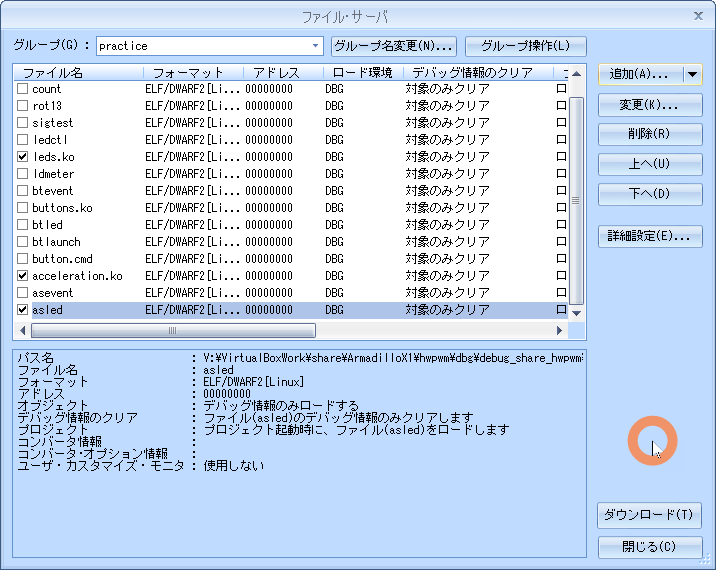 ファイル・サーバ
グループ(G) : practice グループ名変更(N)... グループ操作(L)
ファイル名 フォーマット アドレス ロード環境 デバッグ情報のクリア
count ELF/DWARF2[Li... 00000000 DBG 対象のみクリア ロ
rot13 ELF/DWARF2[Li... 00000000 DBG 対象のみクリア ロ
sigtest ELF/DWARF2[Li... 00000000 DBG 対象のみクリア ロ
ledctl ELF/DWARF2[Li... 00000000 DBG 対象のみクリア ロ
leds.ko ELF/DWARF2[Li... 00000000 DBG 対象のみクリア ロ
ldmeter ELF/DWARF2[Li... 00000000 DBG 対象のみクリア ロ
btevent ELF/DWARF2[Li... 00000000 DBG 対象のみクリア ロ
buttons.ko ELF/DWARF2[Li... 00000000 DBG 対象のみクリア ロ
btled ELF/DWARF2[Li... 00000000 DBG 対象のみクリア ロ
btlaunch ELF/DWARF2[Li... 00000000 DBG 対象のみクリア ロ
button.cmd ELF/DWARF2[Li... 00000000 DBG 対象のみクリア ロ
acceleration.ko ELF/DWARF2[Li... 00000000 DBG 対象のみクリア ロ
asevent ELF/DWARF2[Li... 00000000 DBG 対象のみクリア ロ
asled ELF/DWARF2[Li... 00000000 DBG 対象のみクリア ロ
追加(A)...
変更(K)...
削除(R)
上へ(U)
下へ(D)
詳細設定(E)...
パス名 : V:¥VirtualBoxWork¥share¥ArmadilloX1¥hwpwm¥dbg¥debug_share_hwpwm
ファイル名 : asled
フォーマット : ELF/DWARF2[Linux]
アドレス : 00000000
オブジェクト : デバッグ情報のみロードする
デバッグ情報のクリア : ファイル(asled)のデバッグ情報のみクリアします
プロジェクト : プロジェクト起動時に、ファイル(asled)をロードします
コンバータ情報 :
コンバータ・オプション情報 :
ユーザ・カスタマイズ・モニタ : 使用しない
ダウンロード(T)
閉じる(C)